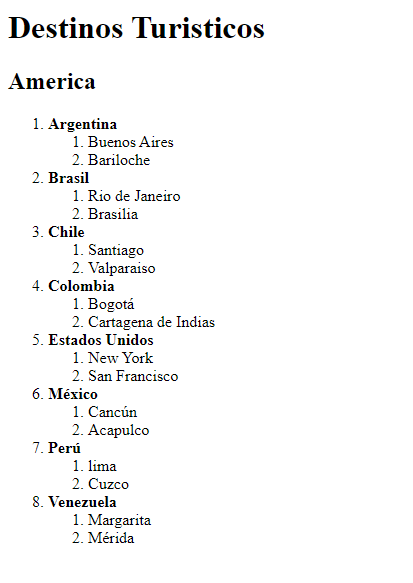 Destinos Turisticos
America
1. Argentina
1. Buenos Aires
2. Bariloche
2. Brasil
1. Rio de Janeiro
2. Brasilia
3. Chile
1. Santiago
2. Valparaiso
4. Colombia
1. Bogotá
2. Cartagena de Indias
5. Estados Unidos
1. New York
2. San Francisco
6. México
1. Cancún
2. Acapulco
7. Perú
1. lima
2. Cuzco
8. Venezuela
1. Margarita
2. Mérida